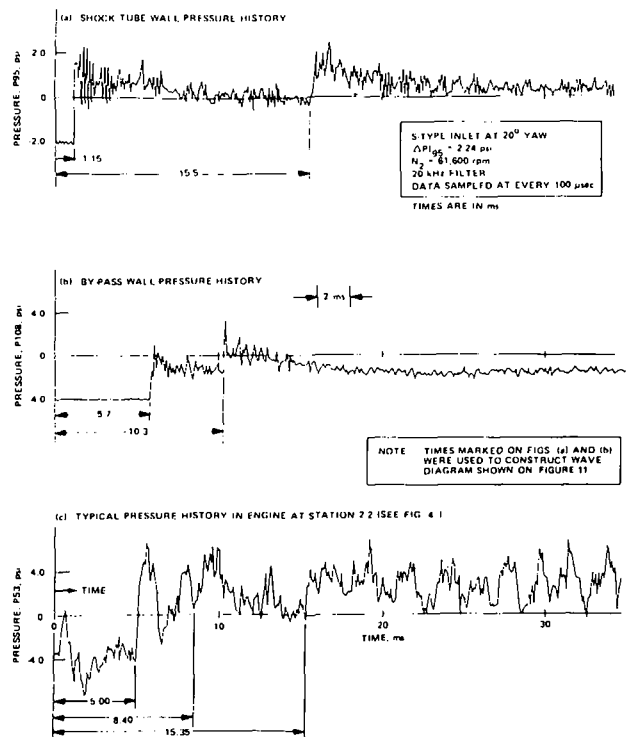 (a) SHOCK TUBE WALL PRESSURE HISTORY
PRESSURE, P95, psi
2.0
0
-2.0
1.15
15.5
S-TYPE INLET AT 20° YAW
ΔPI95 = 2.24 psi
N2 = 61,600 rpm
20 kHz FILTER
DATA SAMPLED AT EVERY 100 μsec
TIMES ARE IN ms
(b) BY-PASS WALL PRESSURE HISTORY
2 ms
PRESSURE, P108, psi
4.0
0
4.0
5.7
10.3
NOTE TIMES MARKED ON FIGS (a) AND (b)
WERE USED TO CONSTRUCT WAVE
DIAGRAM SHOWN ON FIGURE 11
(c) TYPICAL PRESSURE HISTORY IN ENGINE AT STATION 2.2 (SEE FIG 4)
PRESSURE, P53, psi
4.0
TIME
0
-4.0
0 10 20 30
TIME, ms
5.00
8.40
15.35